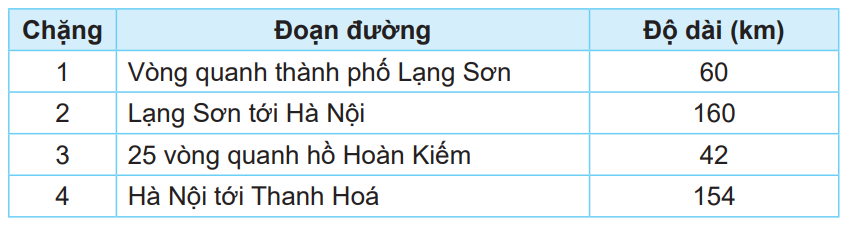 Chặng Đoạn đường Độ dài (km)
1 Vòng quanh thành phố Lạng Sơn 60
2 Lạng Sơn tới Hà Nội 160
3 25 vòng quanh hồ Hoàn Kiếm 42
4 Hà Nội tới Thanh Hoá 154